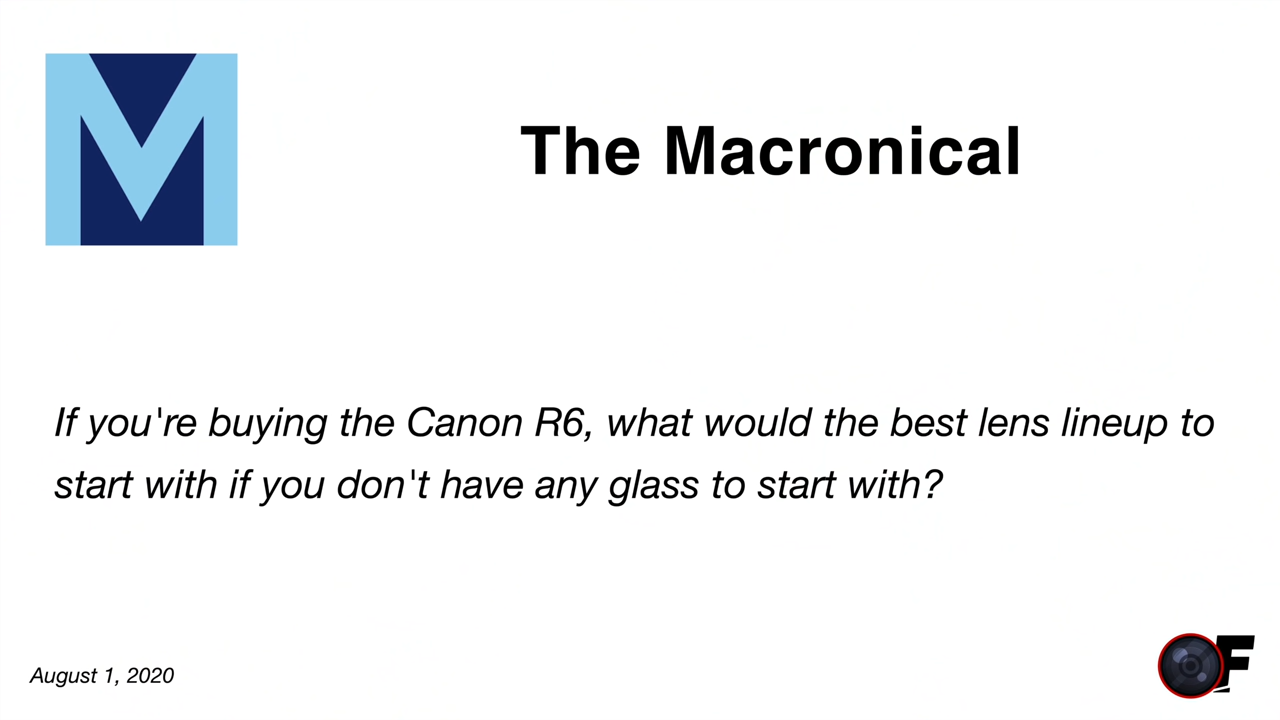 The Macronical
If you're buying the Canon R6, what would the best lens lineup to
start with if you don't have any glass to start with?
August 1, 2020
F